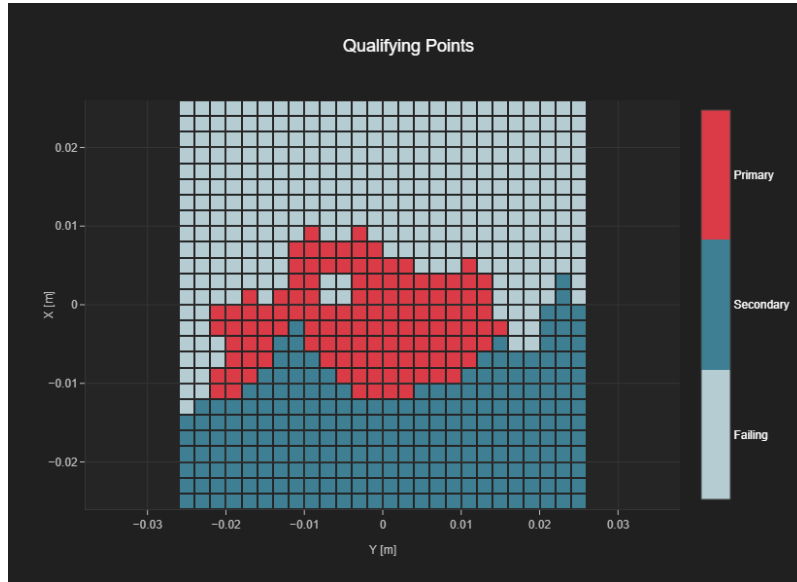 Qualifying Points
0.02
0.01
0
−0.01
−0.02
X [m]
−0.03
−0.02
−0.01
0
0.01
0.02
0.03
Y [m]
Primary
Secondary
Failing